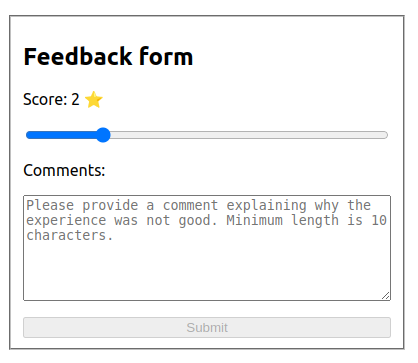 Feedback form
Score: 2 ⭐
Comments:
Please provide a comment explaining why the
experience was not good. Minimum length is 10
characters.
Submit